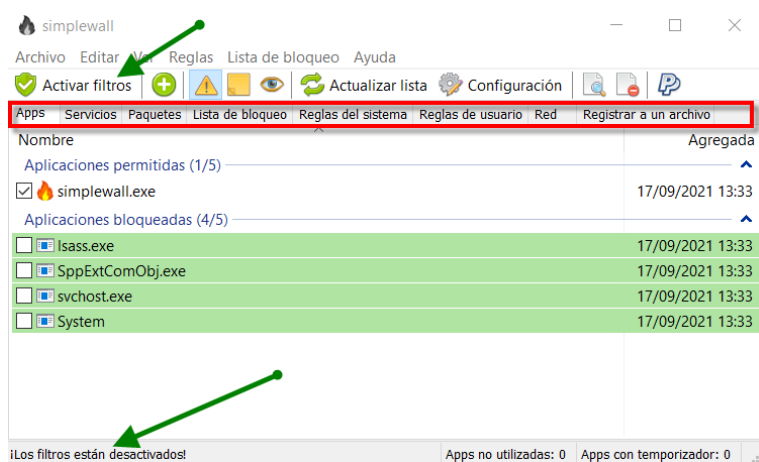 simplewall
Archivo Editar Ver Reglas Lista de bloqueo Ayuda
Activar filtros Actualizar lista Configuración
Apps Servicios Paquetes Lista de bloqueo Reglas del sistema Reglas de usuario Red Registrar a un archivo
Nombre Agregada
Aplicaciones permitidas (1/5)
simplewall.exe 17/09/2021 13:33
Aplicaciones bloqueadas (4/5)
lsass.exe 17/09/2021 13:33
SppExtComObj.exe 17/09/2021 13:33
svchost.exe 17/09/2021 13:33
System 17/09/2021 13:33
¡Los filtros están desactivados! Apps no utilizadas: 0 Apps con temporizador: 0